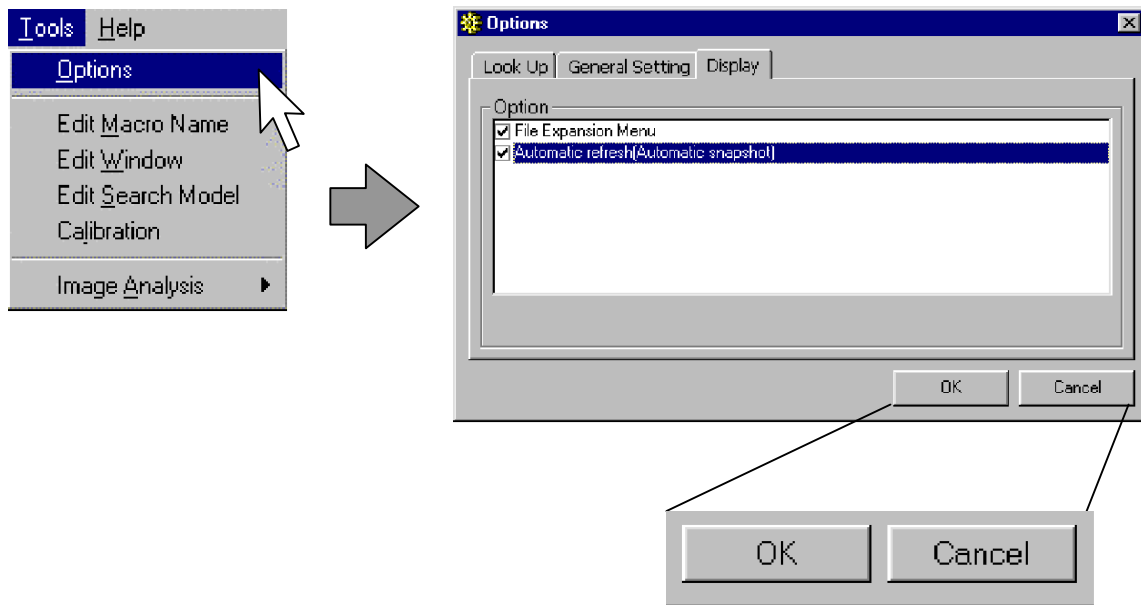 Tools Help
Options
Edit Macro Name
Edit Window
Edit Search Model
Calibration
Image Analysis
Options
Look Up General Setting Display
Option
File Expansion Menu
Automatic refresh(Automatic snapshot)
OK Cancel
OK Cancel